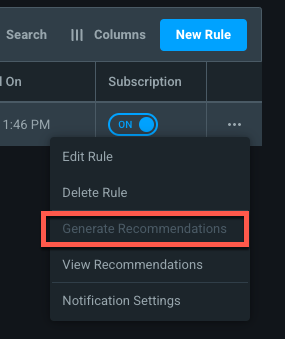 Search Columns New Rule
d On Subscription
1:46 PM ON ...
Edit Rule
Delete Rule
Generate Recommendations
View Recommendations
Notification Settings